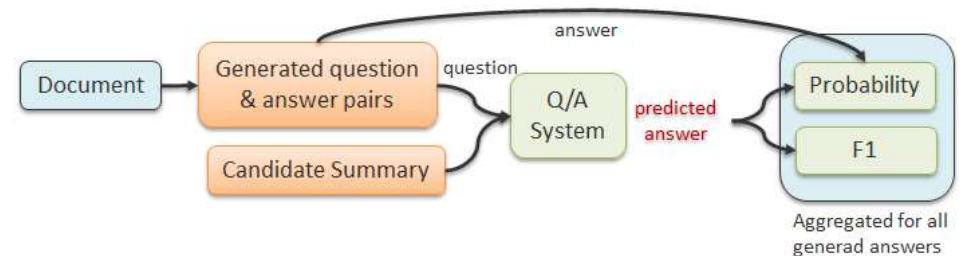 answer
Document
Generated question
& answer pairs
question
Candidate Summary
Q/A
System
predicted
answer
Probability
F1
Aggregated for all
generad answers